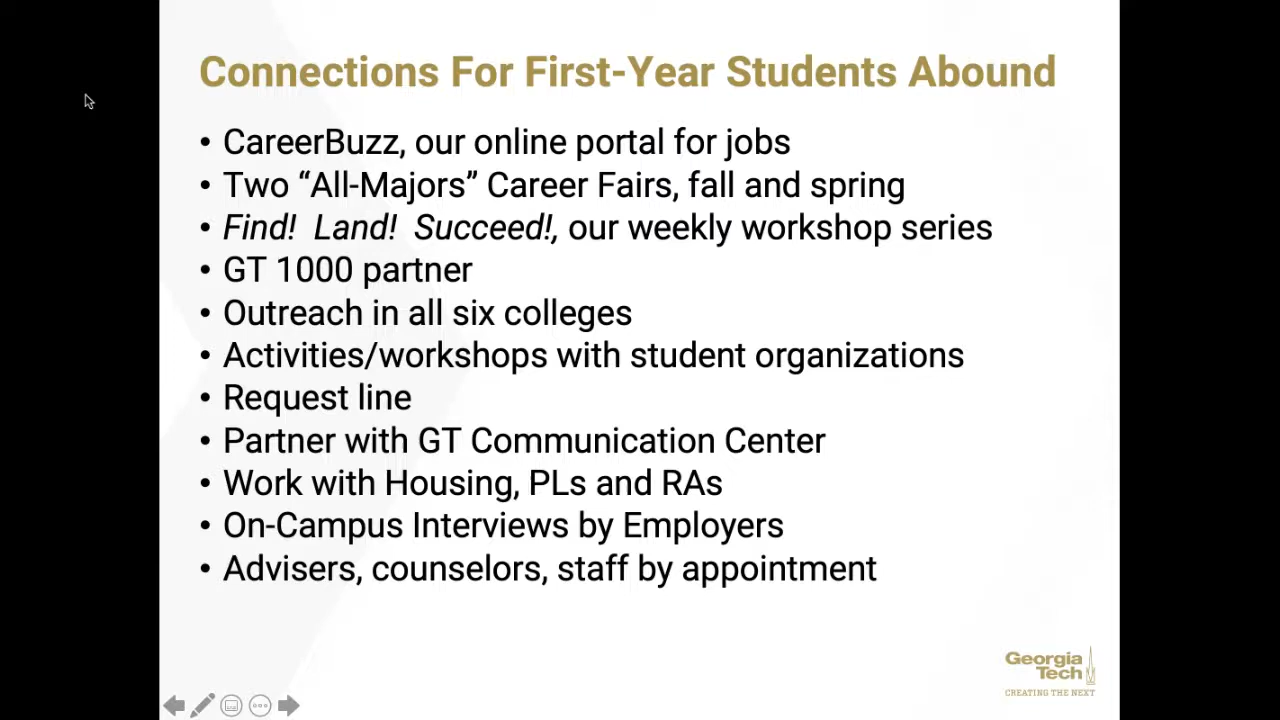 Connections For First-Year Students Abound
• CareerBuzz, our online portal for jobs
• Two “All-Majors” Career Fairs, fall and spring
• Find!  Land!  Succeed!, our weekly workshop series
• GT 1000 partner
• Outreach in all six colleges
• Activities/workshops with student organizations
• Request line
• Partner with GT Communication Center
• Work with Housing, PLs and RAs
• On-Campus Interviews by Employers
• Advisers, counselors, staff by appointment
Georgia
Tech
CREATING THE NEXT